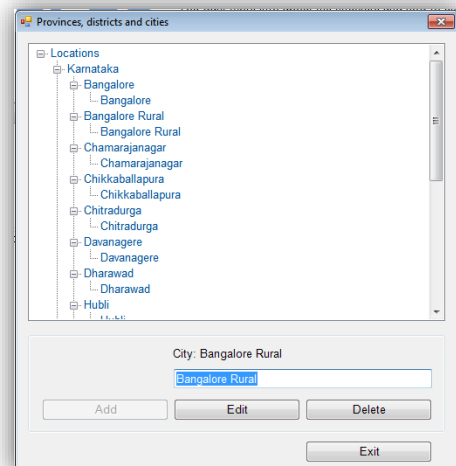 Provinces, districts and cities
Locations
Karnataka
Bangalore
Bangalore
Bangalore Rural
Bangalore Rural
Chamarajanagar
Chamarajanagar
Chikkaballapura
Chikkaballapura
Chitradurga
Chitradurga
Davanagere
Davanagere
Dharawad
Dharawad
Hubli
Hubli
City: Bangalore Rural
Bangalore Rural
Add
Edit
Delete
Exit